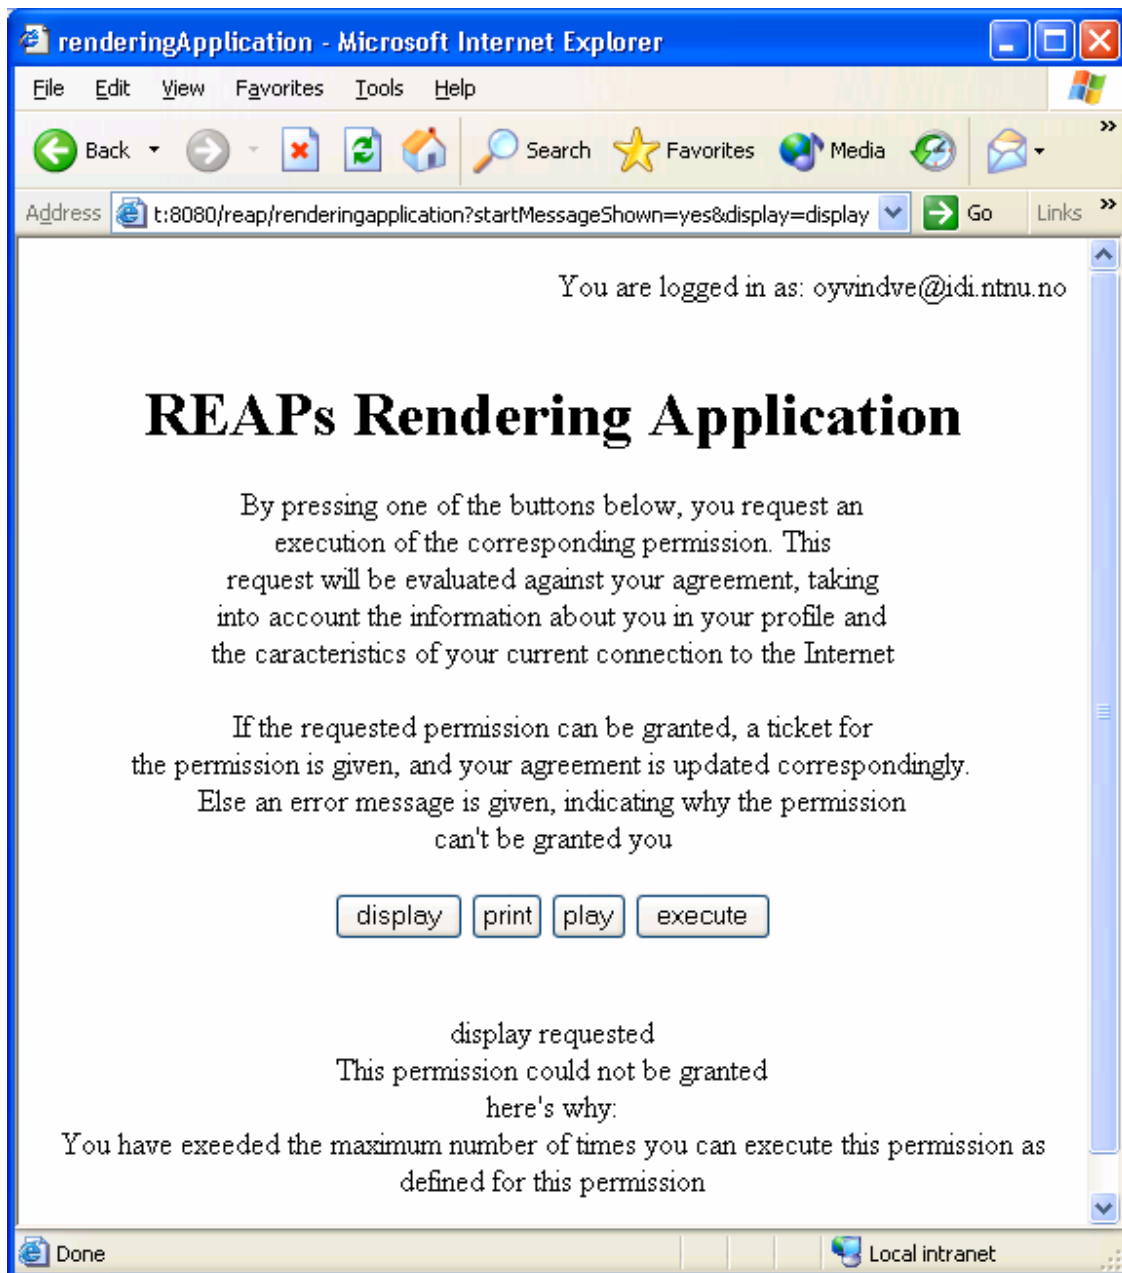 renderingApplication - Microsoft Internet Explorer
File Edit View Favorites Tools Help
Back Search Favorites Media »
Address t:8080/reap/renderingapplication?startMessageShown=yes&display=display Go Links »
You are logged in as: oyvindve@idi.ntnu.no
REAPs Rendering Application
By pressing one of the buttons below, you request an
execution of the corresponding permission. This
request will be evaluated against your agreement, taking
into account the information about you in your profile and
the caracteristics of your current connection to the Internet
If the requested permission can be granted, a ticket for
the permission is given, and your agreement is updated correspondingly.
Else an error message is given, indicating why the permission
can't be granted you
display print play execute
display requested
This permission could not be granted
here's why:
You have exeeded the maximum number of times you can execute this permission as
defined for this permission
Done Local intranet